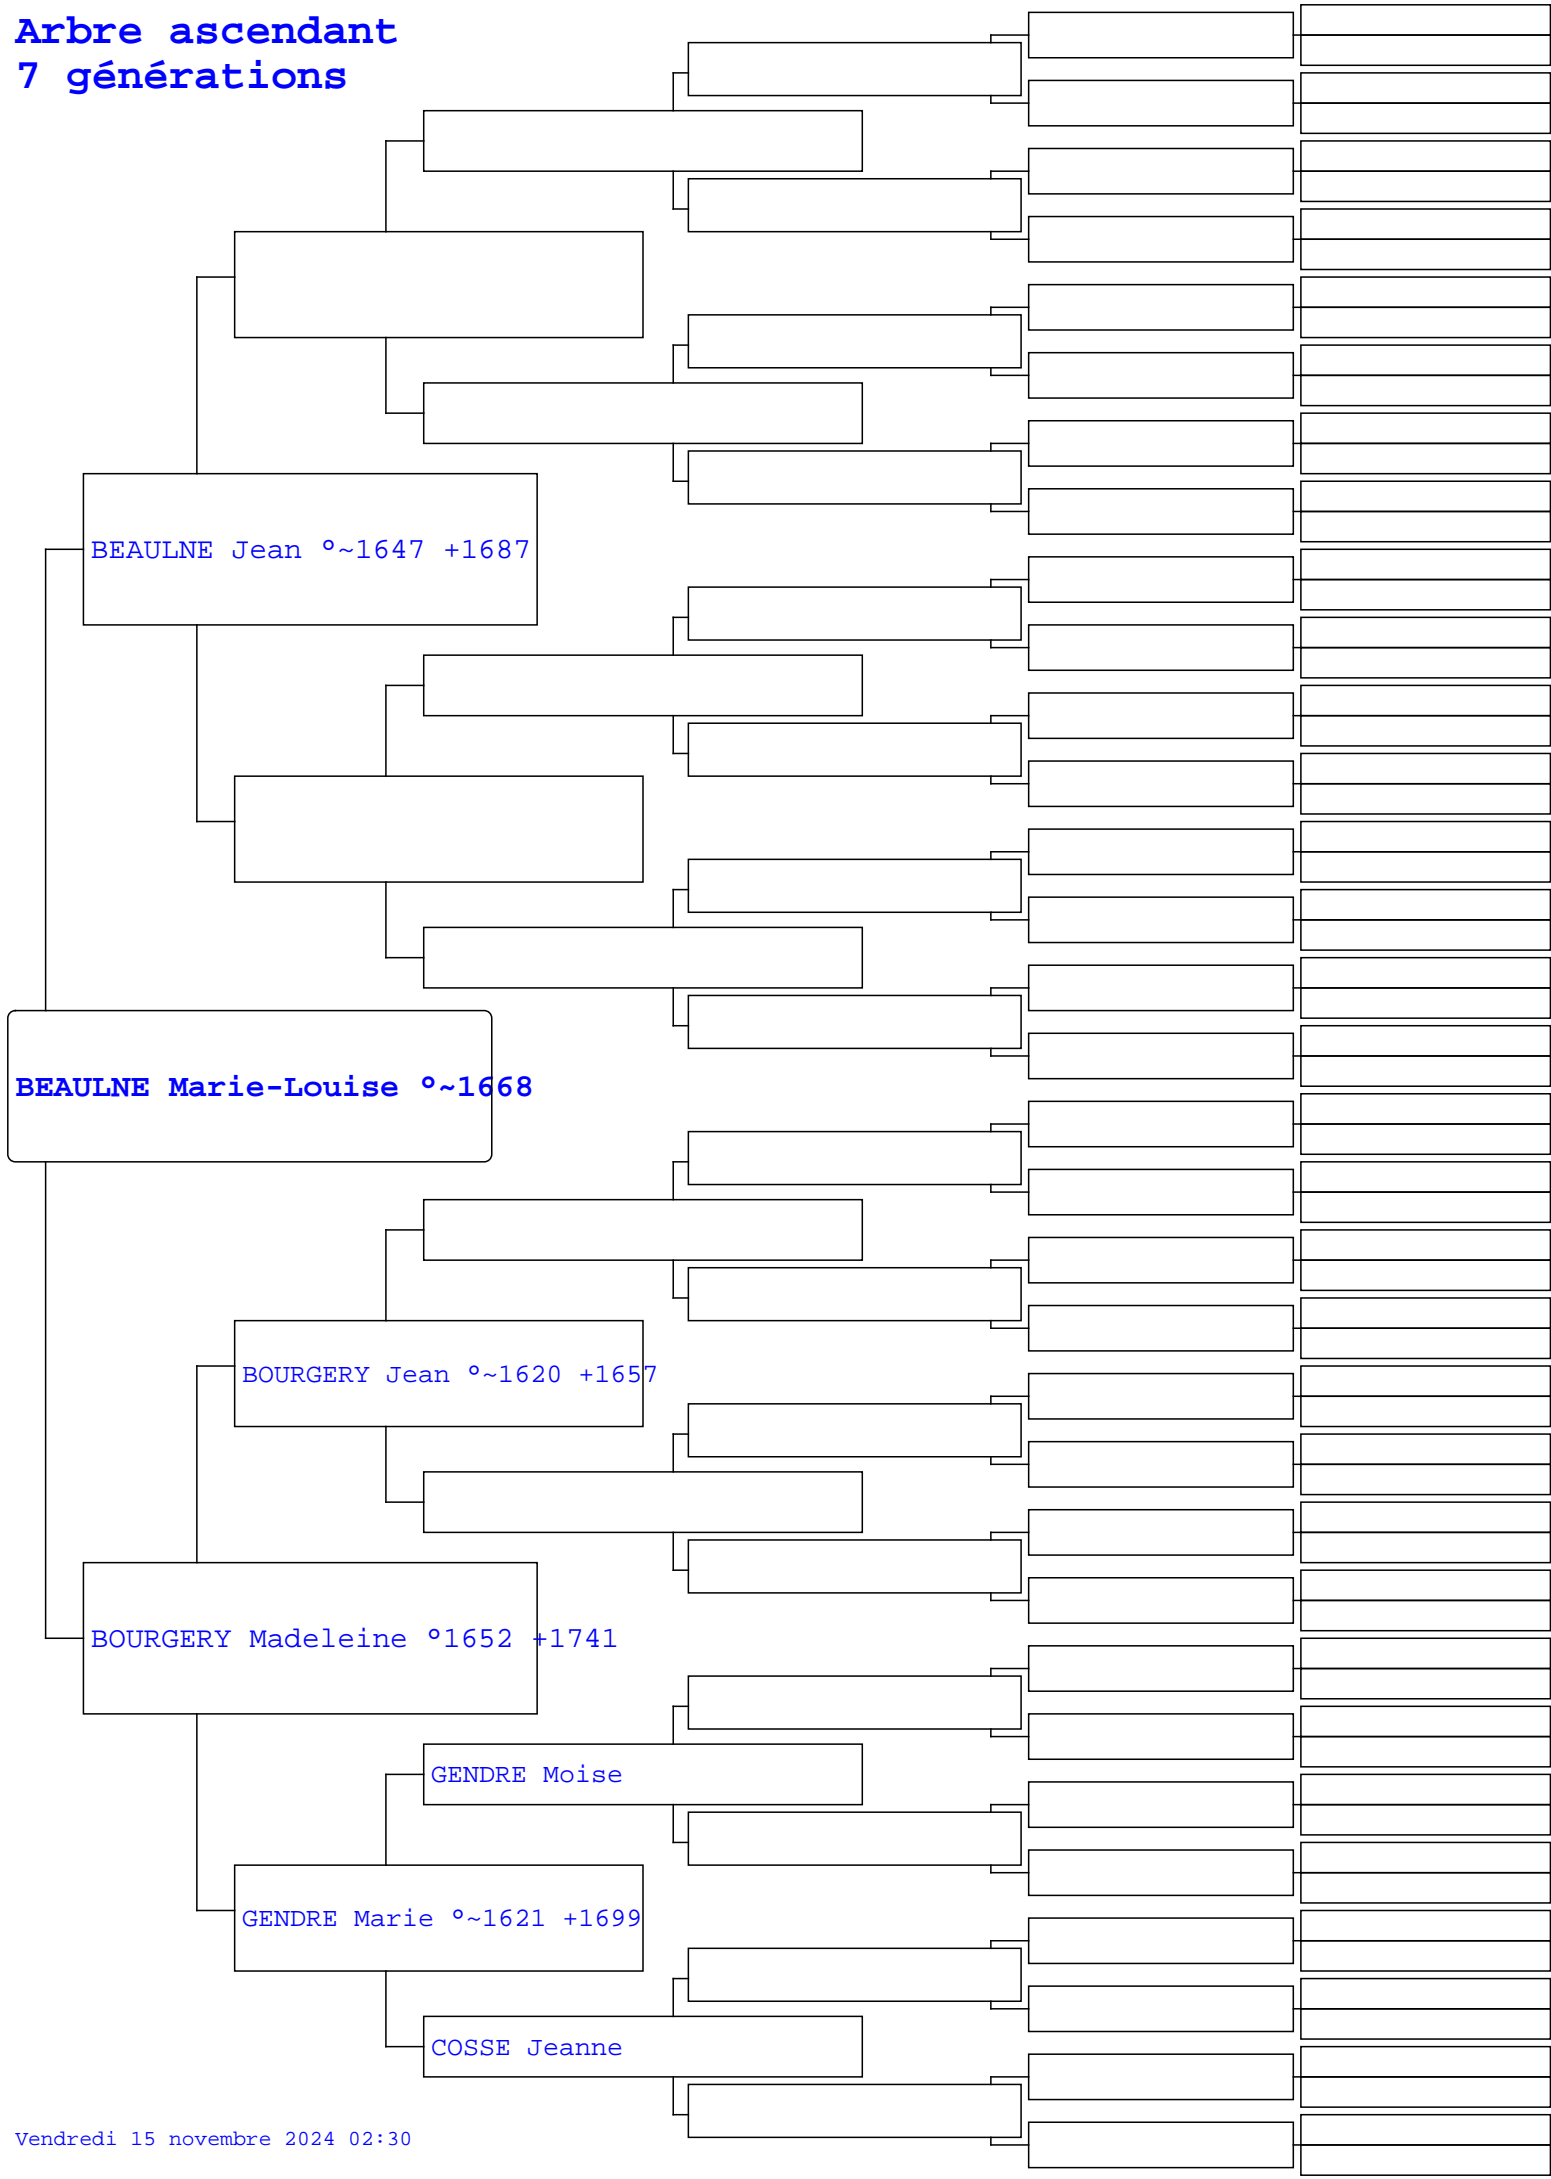 Arbre ascendant
7 générations
BEAULNE Jean °~1647 +1687
BEAULNE Marie-Louise °~1668
BOURGERY Jean °~1620 +1657
BOURGERY Madeleine °1652 +1741
GENDRE Moise
GENDRE Marie °~1621 +1699
COSSE Jeanne
Vendredi 15 novembre 2024 02:30